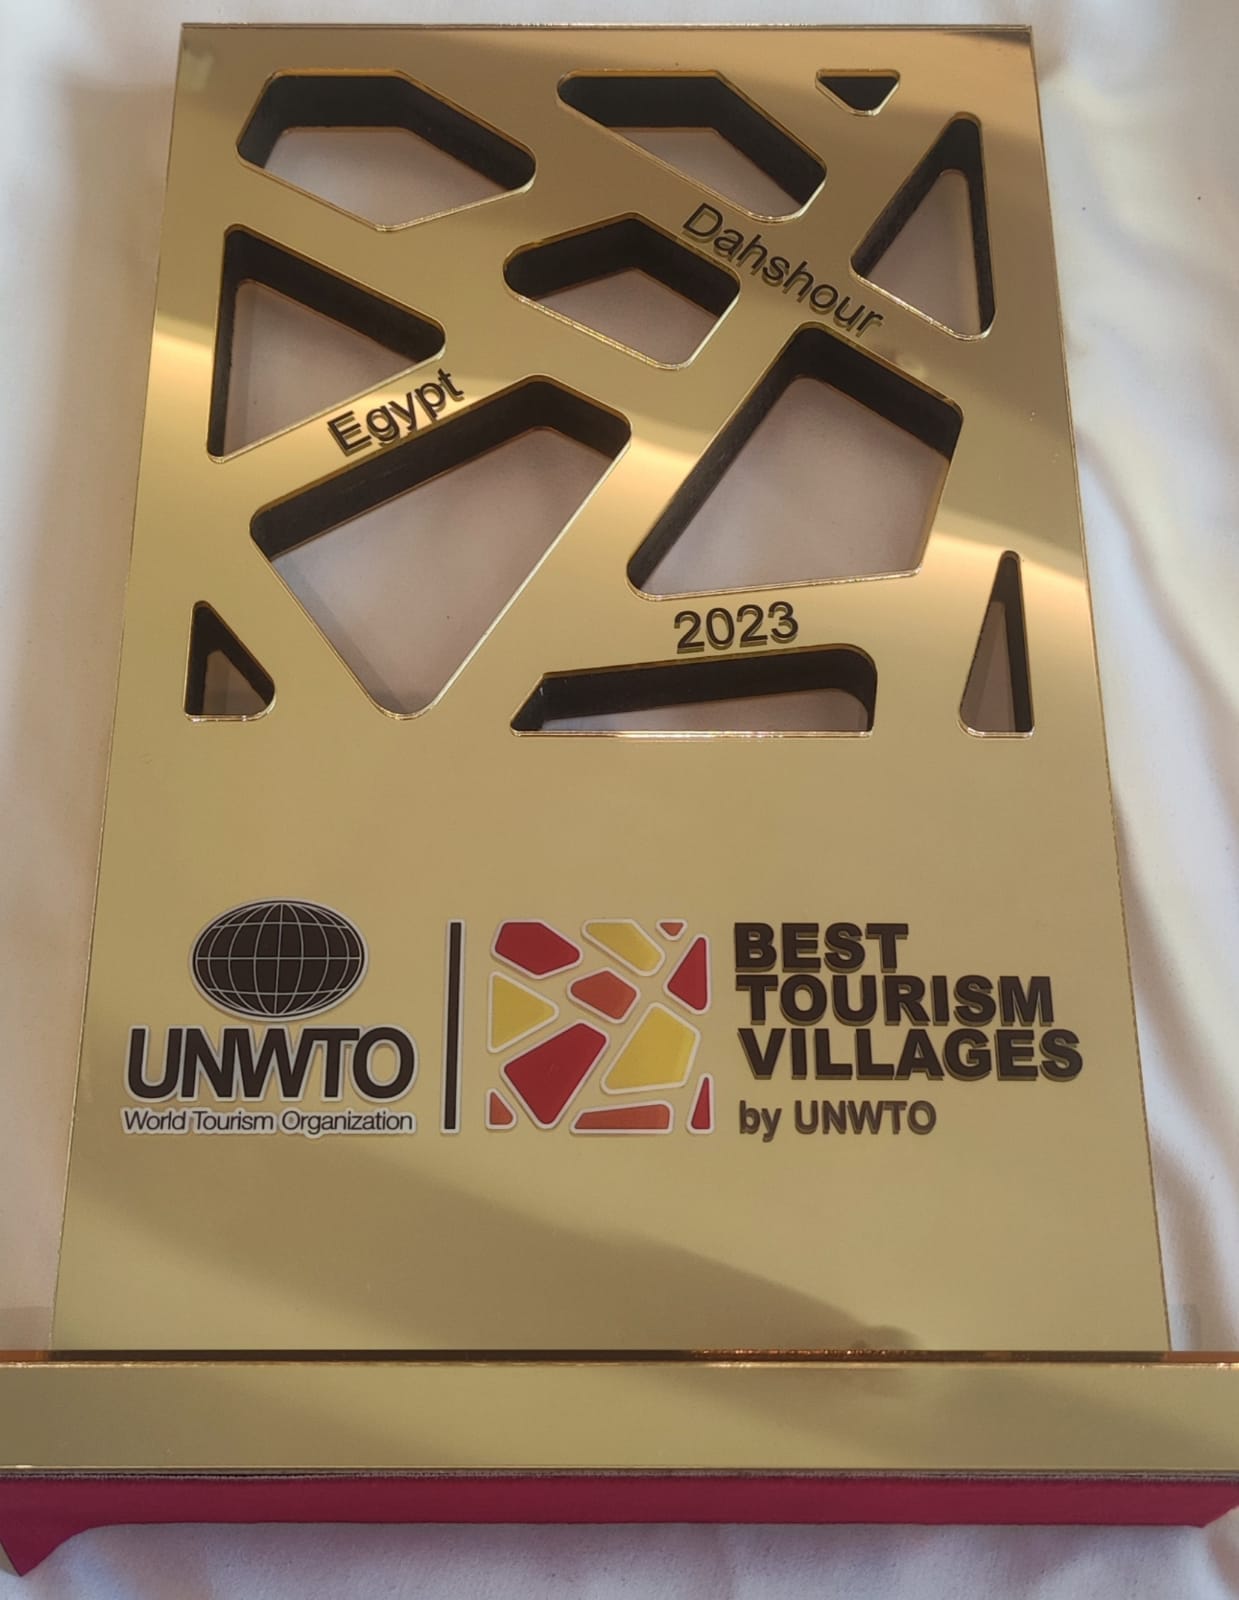 Dahshour
Egypt
2023
UNWTO
World Tourism Organization
BEST
TOURISM
VILLAGES
by UNWTO